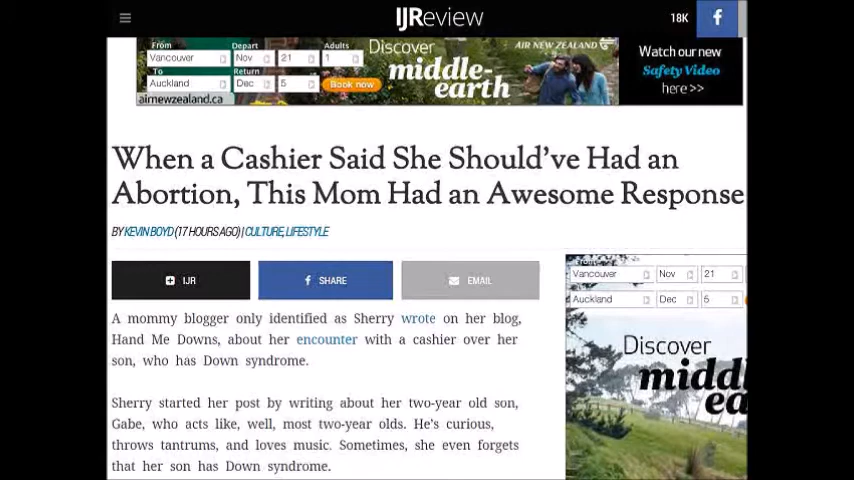 IJReview
18K
f
From
Depart
Adults
Vancouver
Nov
21
1
To
Return
Auckland
Dec
5
Book now
airnewzealand.ca
Discover
middle-
earth
AIR NEW ZEALAND
Watch our new
Safety Video
here >>
When a Cashier Said She Should've Had an
Abortion, This Mom Had an Awesome Response
BY KEVIN BOYD (17 HOURS AGO) | CULTURE, LIFESTYLE
IJR
f SHARE
EMAIL
A mommy blogger only identified as Sherry wrote on her blog,
Hand Me Downs, about her encounter with a cashier over her
son, who has Down syndrome.
Sherry started her post by writing about her two-year old son,
Gabe, who acts like, well, most two-year olds. He's curious,
throws tantrums, and loves music. Sometimes, she even forgets
that her son has Down syndrome.
Vancouver
Nov
21
Auckland
Dec
5
Discover
middl
ea